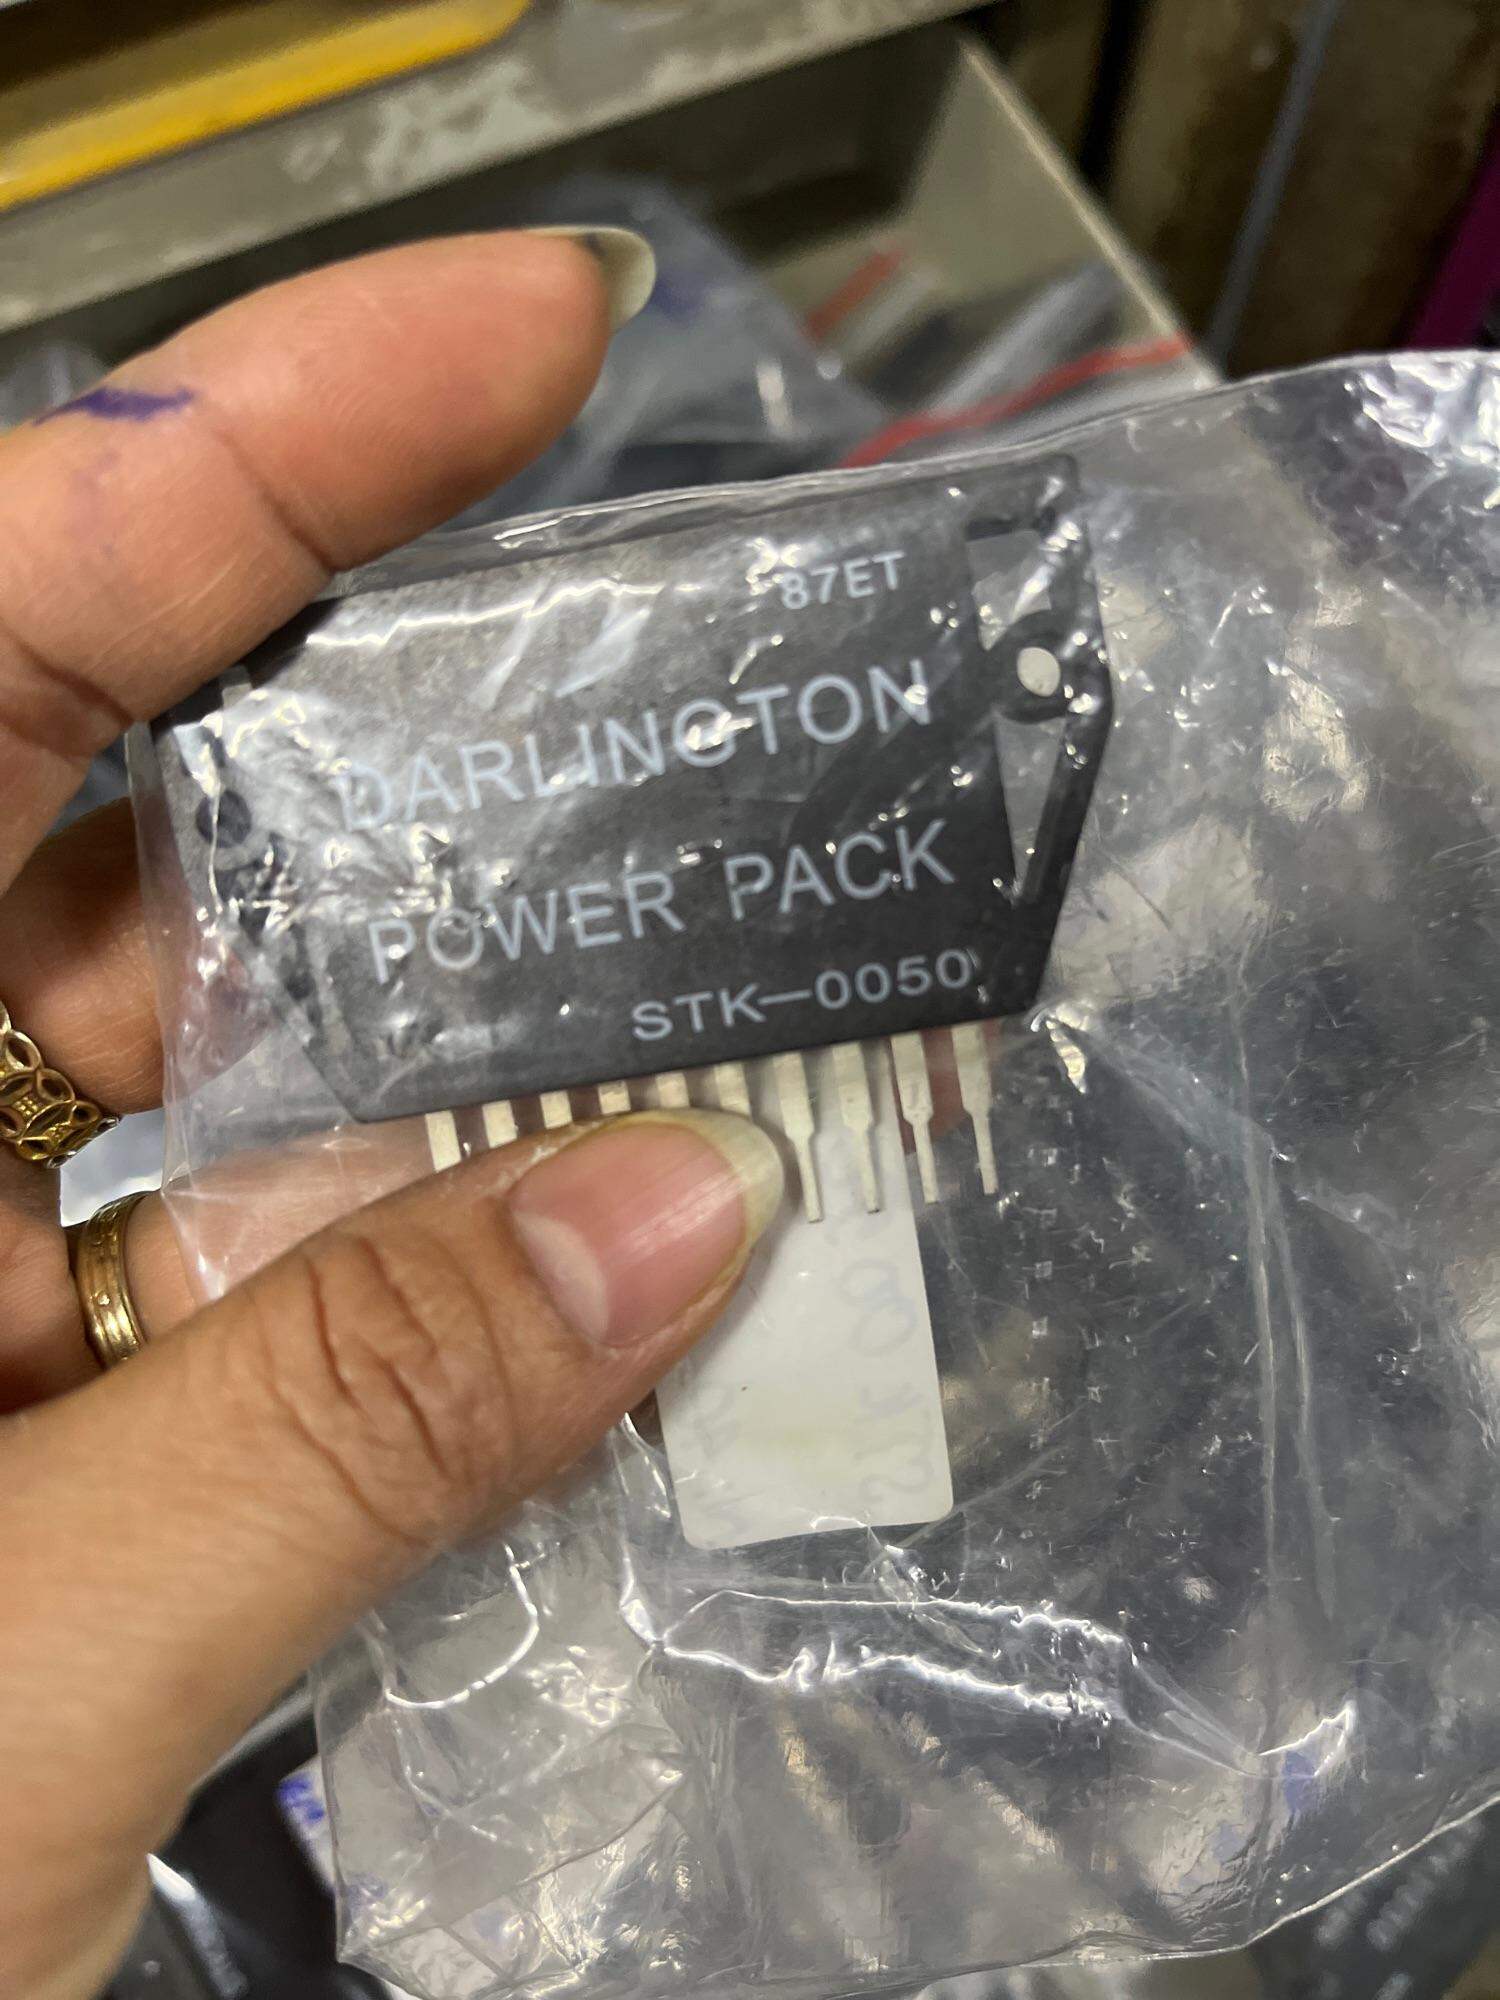 87ET
DARLINGTON
POWER PACK
STK-0050